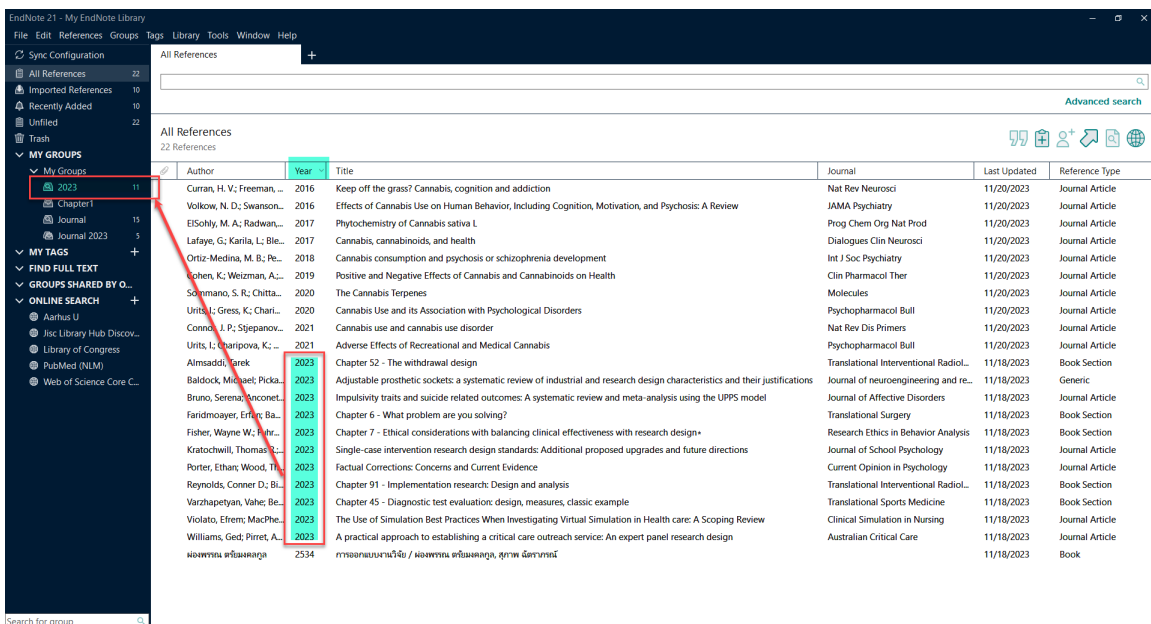 EndNote 21 - My EndNote Library
File Edit References Groups Tags Library Tools Window Help
Sync Configuration
All References 22
Imported References 10
Recently Added 10
Unfiled 22
Trash
MY GROUPS
My Groups
2023 11
Chapter1
Journal 15
Journal 2023 5
MY TAGS +
FIND FULL TEXT
GROUPS SHARED BY O...
ONLINE SEARCH +
Aarhus U
Jisc Library Hub Discov...
Library of Congress
PubMed (NLM)
Web of Science Core C...
Search for group
All References +
Advanced search
All References
22 References
Author Year Title Journal Last Updated Reference Type
Curran, H. V.; Freeman, ... 2016 Keep off the grass? Cannabis, cognition and addiction Nat Rev Neurosci 11/20/2023 Journal Article
Volkow, N. D.; Swanson... 2016 Effects of Cannabis Use on Human Behavior, Including Cognition, Motivation, and Psychosis: A Review JAMA Psychiatry 11/20/2023 Journal Article
ElSohly, M. A.; Radwan,... 2017 Phytochemistry of Cannabis sativa L Prog Chem Org Nat Prod 11/20/2023 Journal Article
Lafaye, G.; Karila, L.; Ble... 2017 Cannabis, cannabinoids, and health Dialogues Clin Neurosci 11/20/2023 Journal Article
Ortiz-Medina, M. B.; Pe... 2018 Cannabis consumption and psychosis or schizophrenia development Int J Soc Psychiatry 11/20/2023 Journal Article
Cohen, K.; Weizman, A.;... 2019 Positive and Negative Effects of Cannabis and Cannabinoids on Health Clin Pharmacol Ther 11/20/2023 Journal Article
Sommano, S. R.; Chitta... 2020 The Cannabis Terpenes Molecules 11/20/2023 Journal Article
Urits, I.; Gress, K.; Chari... 2020 Cannabis Use and its Association with Psychological Disorders Psychopharmacol Bull 11/20/2023 Journal Article
Connor, J. P.; Stjepanov... 2021 Cannabis use and cannabis use disorder Nat Rev Dis Primers 11/20/2023 Journal Article
Urits, I.; Charipova, K.; ... 2021 Adverse Effects of Recreational and Medical Cannabis Psychopharmacol Bull 11/20/2023 Journal Article
Almsaddi, Tarek 2023 Chapter 52 - The withdrawal design Translational Interventional Radiol... 11/18/2023 Book Section
Baldock, Michael; Picka... 2023 Adjustable prosthetic sockets: a systematic review of industrial and research design characteristics and their justifications Journal of neuroengineering and re... 11/18/2023 Generic
Bruno, Serena; Anconet... 2023 Impulsivity traits and suicide related outcomes: A systematic review and meta-analysis using the UPPS model Journal of Affective Disorders 11/18/2023 Journal Article
Faridmoayer, Erfan; Ba... 2023 Chapter 6 - What problem are you solving? Translational Surgery 11/18/2023 Book Section
Fisher, Wayne W.; Fuhr... 2023 Chapter 7 - Ethical considerations with balancing clinical effectiveness with research design* Research Ethics in Behavior Analysis 11/18/2023 Book Section
Kratochwill, Thomas R.;... 2023 Single-case intervention research design standards: Additional proposed upgrades and future directions Journal of School Psychology 11/18/2023 Journal Article
Porter, Ethan; Wood, Th... 2023 Factual Corrections: Concerns and Current Evidence Current Opinion in Psychology 11/18/2023 Journal Article
Reynolds, Conner D.; Bi... 2023 Chapter 91 - Implementation research: Design and analysis Translational Interventional Radiol... 11/18/2023 Book Section
Varzhapetyan, Vahe; Be... 2023 Chapter 45 - Diagnostic test evaluation: design, measures, classic example Translational Sports Medicine 11/18/2023 Book Section
Violato, Efrem; MacPhe... 2023 The Use of Simulation Best Practices When Investigating Virtual Simulation in Health care: A Scoping Review Clinical Simulation in Nursing 11/18/2023 Journal Article
Williams, Ged; Pirret, A... 2023 A practical approach to establishing a critical care outreach service: An expert panel research design Australian Critical Care 11/18/2023 Journal Article
ผ่องพรรณ ตรัยมงคลกูล 2534 การออกแบบงานวิจัย / ผ่องพรรณ ตรัยมงคลกูล, สุภาพ ฉัตราภรณ์ 11/18/2023 Book